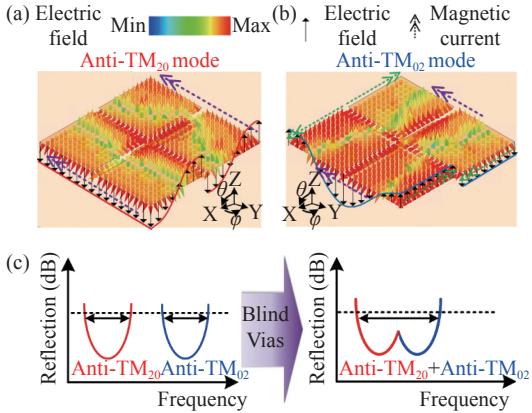 (a) Electric field Min Max
(b) Electric field Magnetic current
Anti-TM₂₀ mode
Anti-TM₀₂ mode
Z
θ
X
Y
φ
Z
θ
X
Y
φ
(c)
Reflection (dB)
Anti-TM₂₀
Anti-TM₀₂
Frequency
Blind
Vias
Reflection (dB)
Anti-TM₂₀+Anti-TM₀₂
Frequency